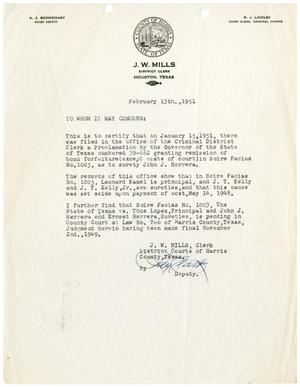 A. J. SCHWEIKART
CHIEF DEPUTY
R. J. LINDLEY
CHIEF CLERK, CRIMINAL COURTS
J. W. MILLS
DISTRICT CLERK
HOUSTON, TEXAS
February 13th., 1951
TO WHOM IT MAY CONCERN:
This is to certify that on January 15,1951, there
was filed in the office of the Criminal District
Clerk a Proclamation by the Governor of the State
of Texas numbered 39-662 granting remission of
bond forfeiture(except costs of court)in Scire Facias
No.1005, as to surety John J. Herrera.
The records of this office show that in Scire Facias
No. 1005, Leonard Kamel is principal, and J. T. Kelly
and J. T. Kelly,Jr.,are sureties,and that this cause
was set aside upon payment of cost,May 14, 1948.
I further find that Scire Facias No. 1003, The
State of Texas vs. Thos Lopez,Principal and John J.
Herrera and Ernest Herrera,Sureties, is pending in
County Court at Law No. Two of Harris County,Texas,
Judgment herein having been made final November
2nd.,1949.
J. W. MILLS, Clerk
District Courts of Harris
County,Texas.
by
Deputy.